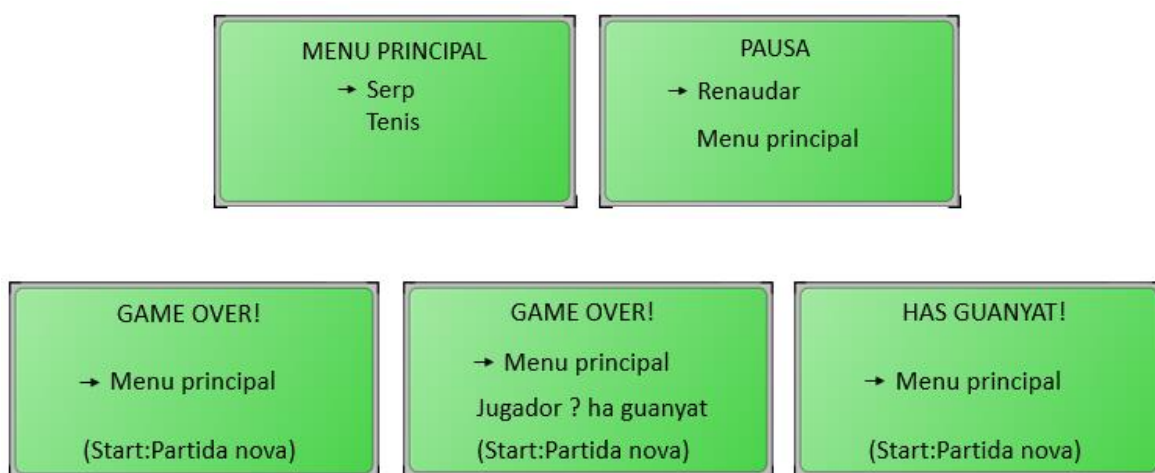 MENU PRINCIPAL
→ Serp
Tenis
PAUSA
→ Renaudar
Menu principal
GAME OVER!
→ Menu principal
(Start:Partida nova)
GAME OVER!
→ Menu principal
Jugador ? ha guanyat
(Start:Partida nova)
HAS GUANYAT!
→ Menu principal
(Start:Partida nova)